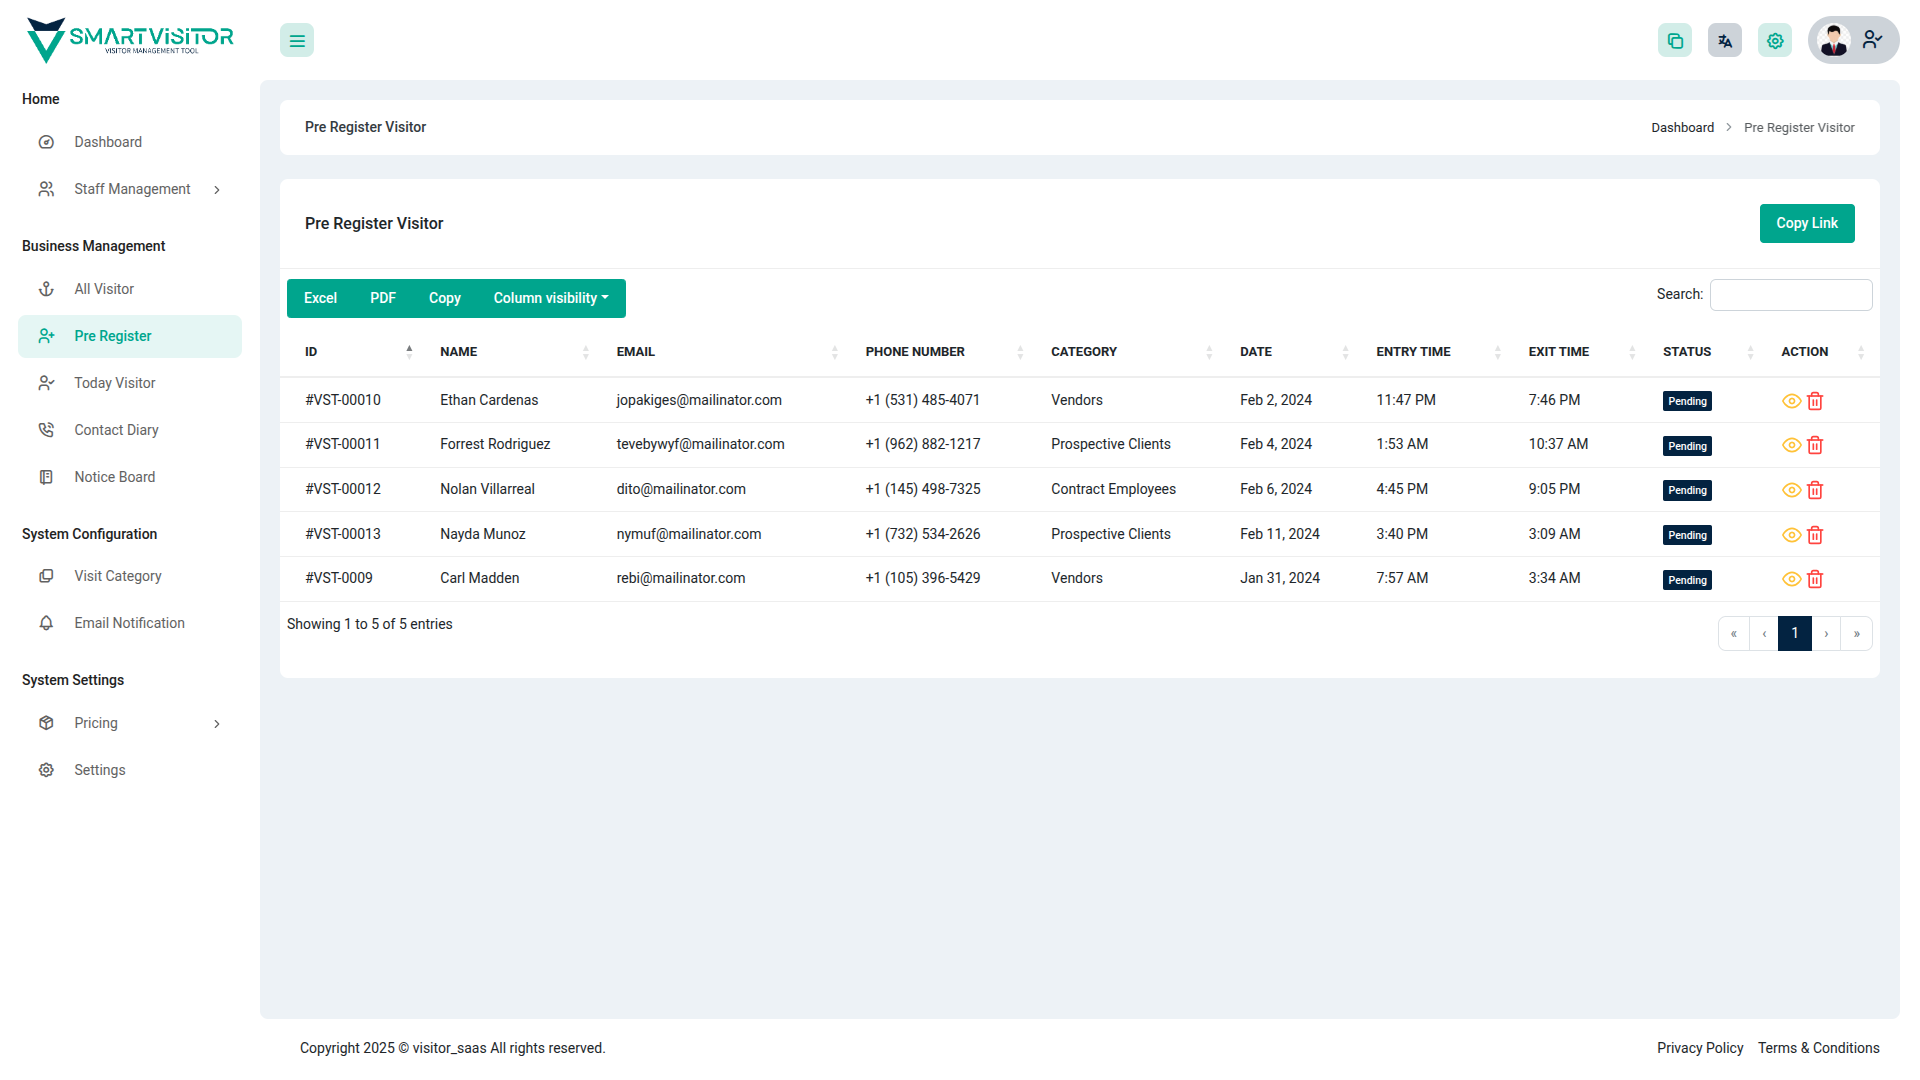 SMARTVISITOR
VISITOR MANAGEMENT TOOL
Home
Dashboard
Staff Management
Business Management
All Visitor
Pre Register
Today Visitor
Contact Diary
Notice Board
System Configuration
Visit Category
Email Notification
System Settings
Pricing
Settings
Pre Register Visitor
Dashboard > Pre Register Visitor
Pre Register Visitor
Copy Link
Excel PDF Copy Column visibility
Search:
ID NAME EMAIL PHONE NUMBER CATEGORY DATE ENTRY TIME EXIT TIME STATUS ACTION
#VST-00010 Ethan Cardenas jopakiges@mailinator.com +1 (531) 485-4071 Vendors Feb 2, 2024 11:47 PM 7:46 PM Pending
#VST-00011 Forrest Rodriguez tevebywyf@mailinator.com +1 (962) 882-1217 Prospective Clients Feb 4, 2024 1:53 AM 10:37 AM Pending
#VST-00012 Nolan Villarreal dito@mailinator.com +1 (145) 498-7325 Contract Employees Feb 6, 2024 4:45 PM 9:05 PM Pending
#VST-00013 Nayda Munoz nymuf@mailinator.com +1 (732) 534-2626 Prospective Clients Feb 11, 2024 3:40 PM 3:09 AM Pending
#VST-0009 Carl Madden rebi@mailinator.com +1 (105) 396-5429 Vendors Jan 31, 2024 7:57 AM 3:34 AM Pending
Showing 1 to 5 of 5 entries
« ‹ 1 › »
Copyright 2025 © visitor_saas All rights reserved.
Privacy Policy Terms & Conditions